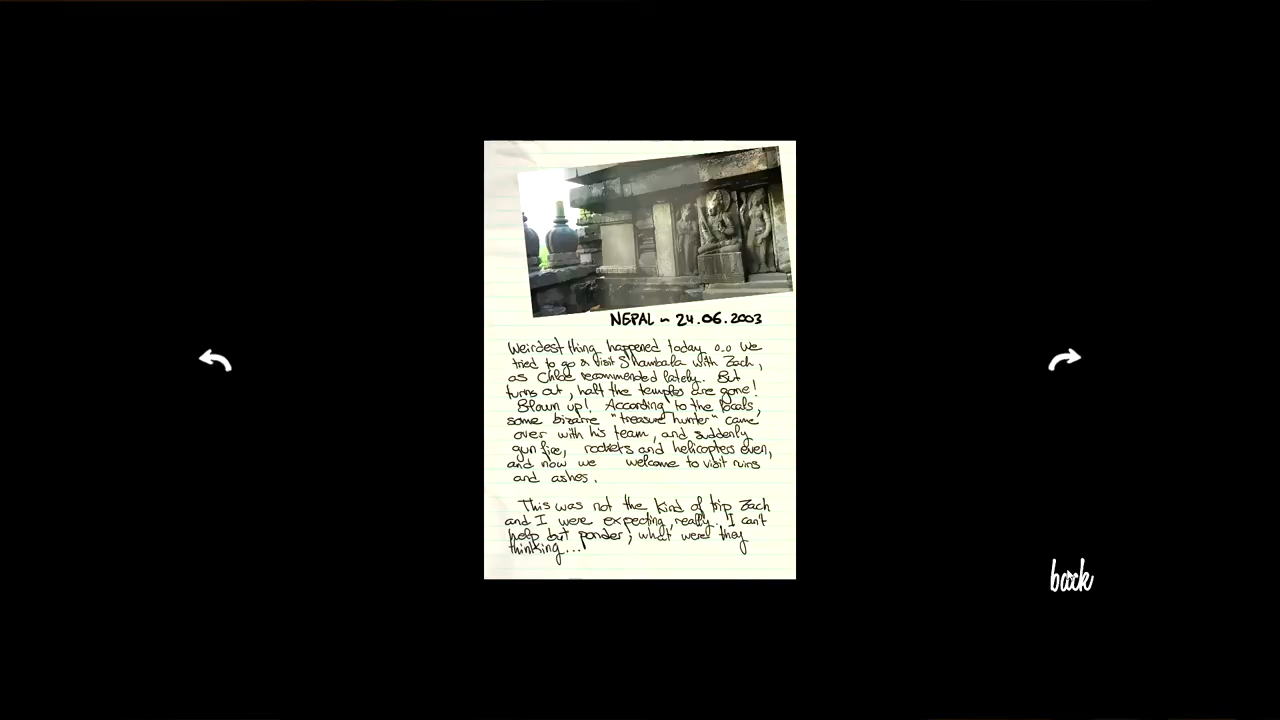 NEPAL ~ 24.06.2003
Weirdest thing happened today o.o We
tried to go & visit Shambala with Zach,
as Chloe recommended lately. But
turns out, half the temples are gone!
Blown up! According to the locals,
some bizarre "treasure hunter" came
over with his team, and suddenly
gun fire, rockets and helicopters even,
and now we welcome to visit ruins
and ashes.
This was not the kind of trip Zach
and I were expecting, really. I can't
help but ponder; what were they
thinking...
back